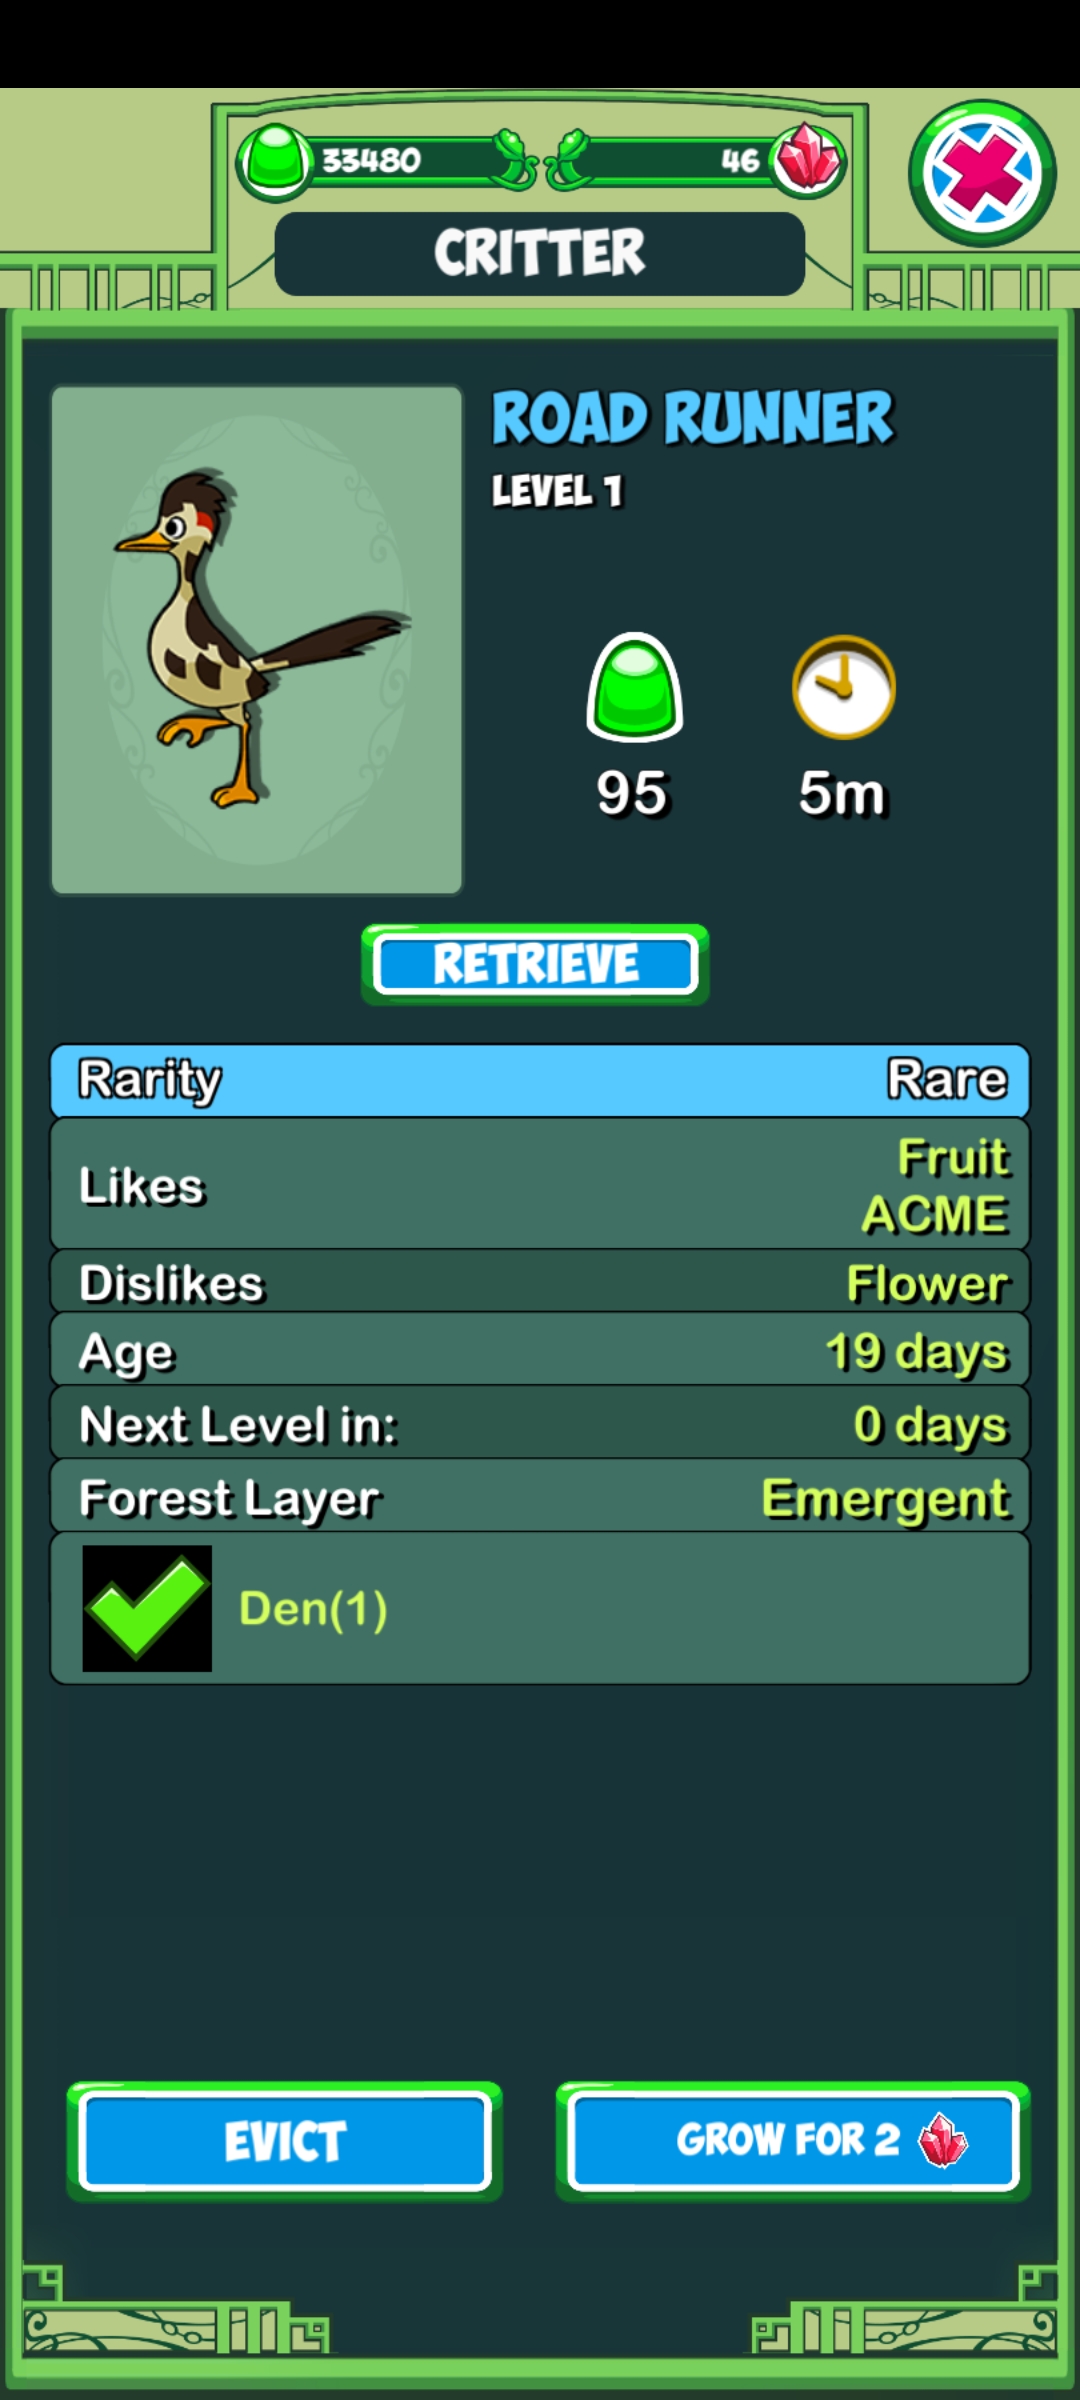 33480
46
CRITTER
ROAD RUNNER
LEVEL 1
95
5m
RETRIEVE
Rarity Rare
Likes Fruit
ACME
Dislikes Flower
Age 19 days
Next Level in: 0 days
Forest Layer Emergent
Den(1)
EVICT
GROW FOR 2